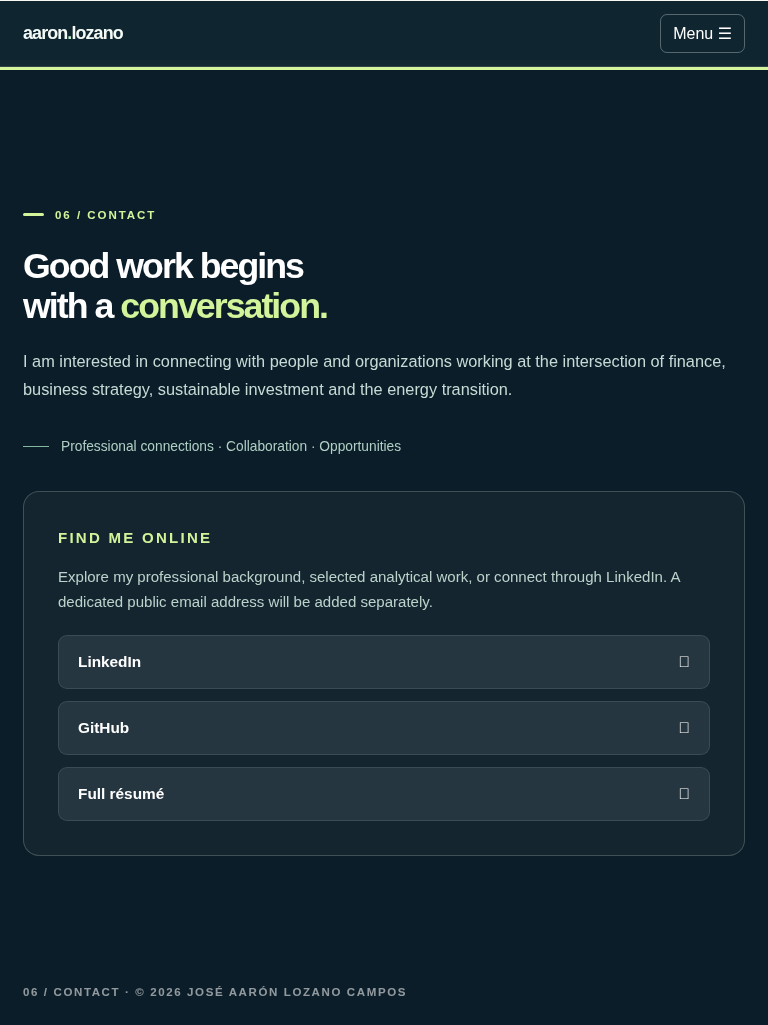 aaron.lozano
Menu ☰
06 / CONTACT
Good work begins
with a conversation.
I am interested in connecting with people and organizations working at the intersection of finance,
business strategy, sustainable investment and the energy transition.
Professional connections · Collaboration · Opportunities
FIND ME ONLINE
Explore my professional background, selected analytical work, or connect through LinkedIn. A
dedicated public email address will be added separately.
LinkedIn
GitHub
Full résumé
06 / CONTACT · © 2026 JOSÉ AARÓN LOZANO CAMPOS